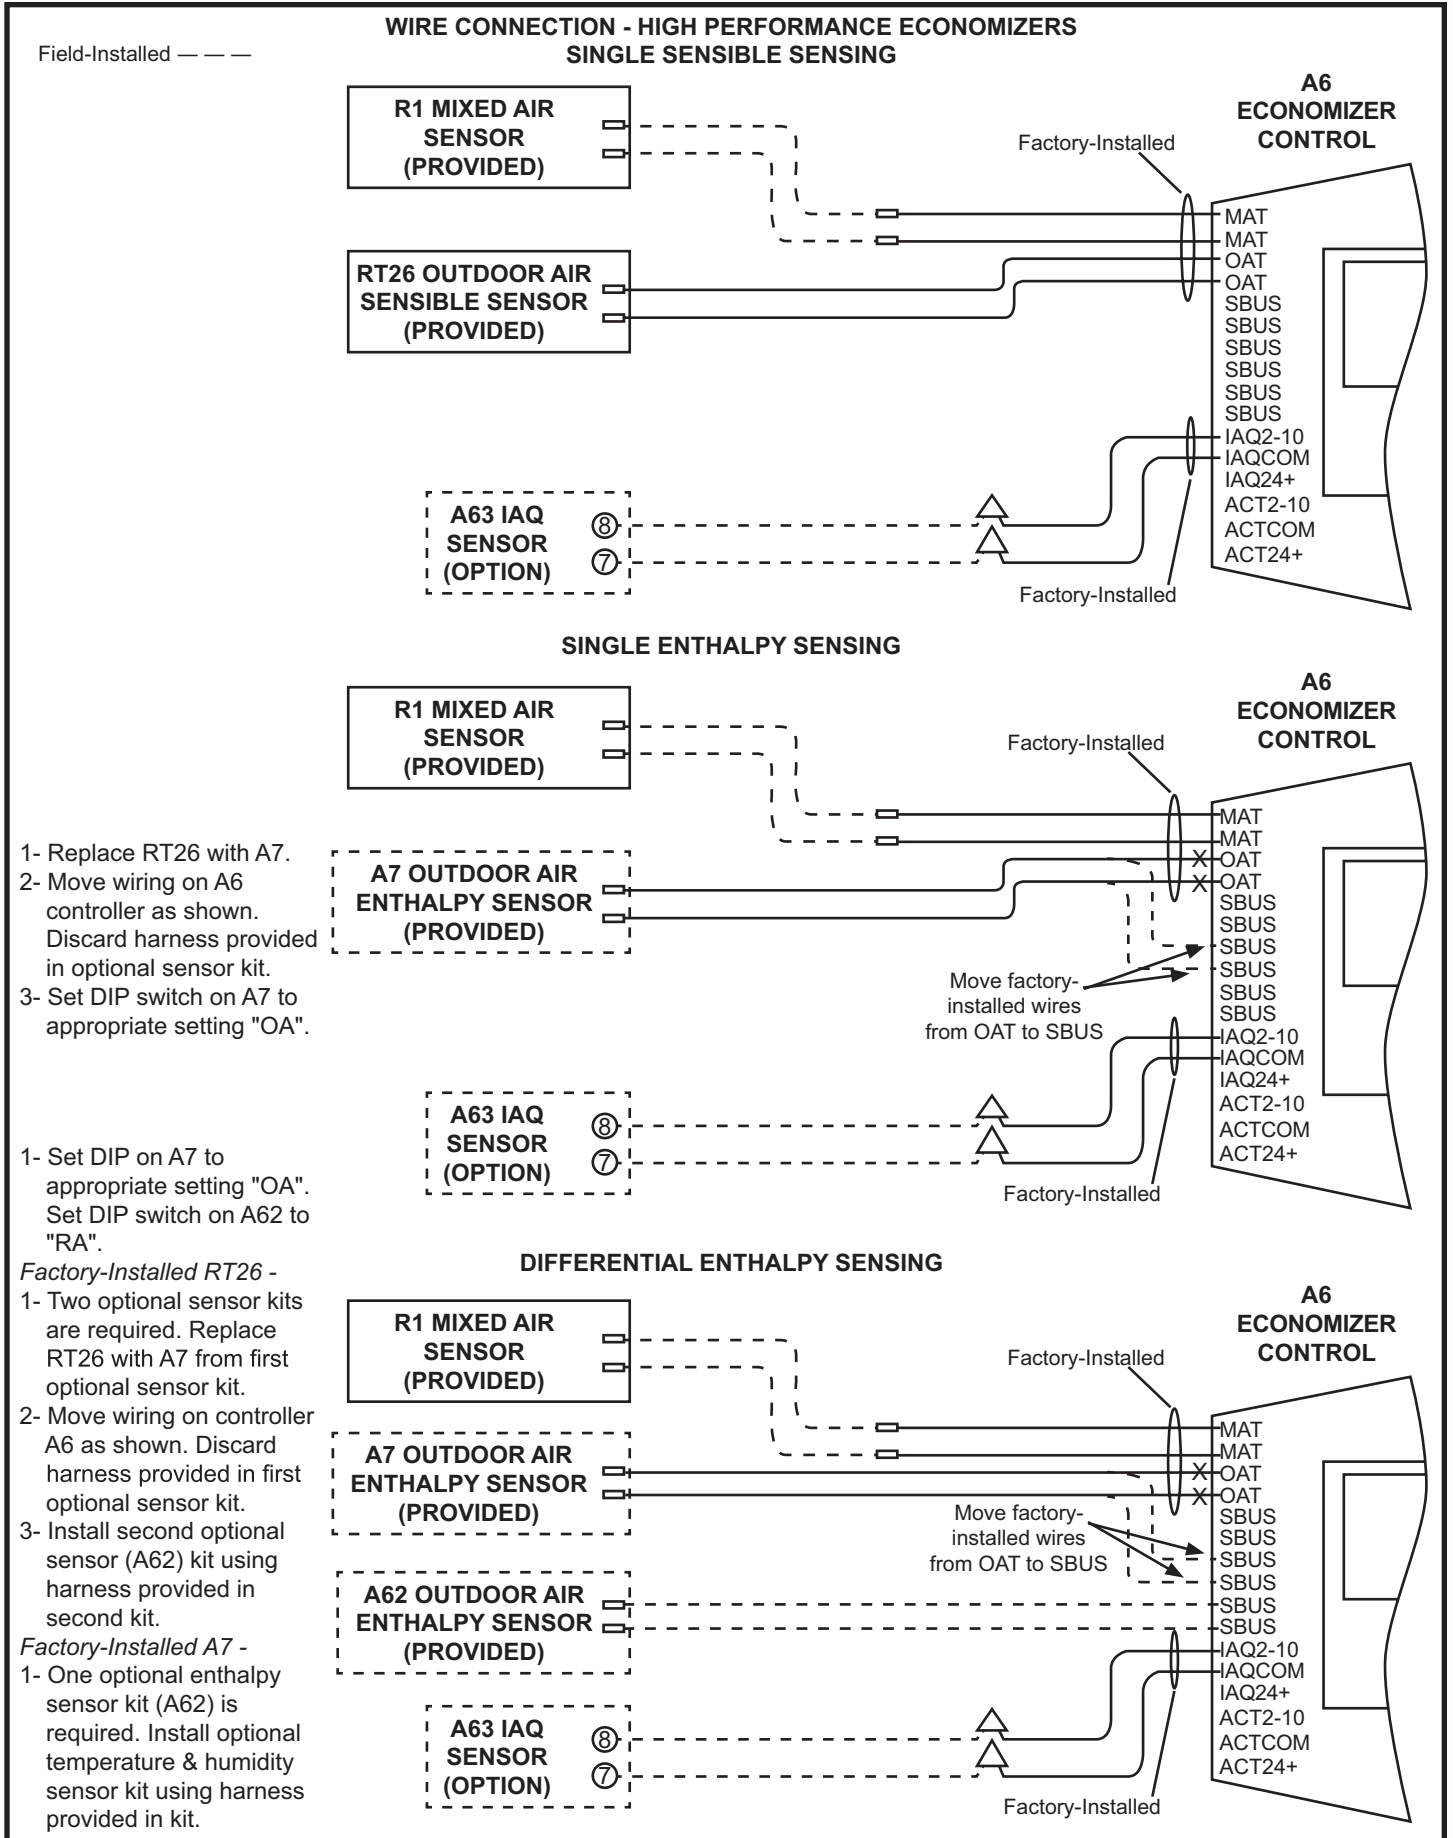 WIRE CONNECTION - HIGH PERFORMANCE ECONOMIZERS
SINGLE SENSIBLE SENSING
Field-Installed — — —
A6
ECONOMIZER
CONTROL
R1 MIXED AIR
SENSOR
(PROVIDED)
Factory-Installed
RT26 OUTDOOR AIR
SENSIBLE SENSOR
(PROVIDED)
MAT
MAT
OAT
OAT
SBUS
SBUS
SBUS
SBUS
SBUS
SBUS
IAQ2-10
IAQCOM
IAQ24+
ACT2-10
ACTCOM
ACT24+
A63 IAQ
SENSOR
(OPTION)
8
7
Factory-Installed
SINGLE ENTHALPY SENSING
A6
ECONOMIZER
CONTROL
R1 MIXED AIR
SENSOR
(PROVIDED)
Factory-Installed
1- Replace RT26 with A7.
2- Move wiring on A6
controller as shown.
Discard harness provided
in optional sensor kit.
3- Set DIP switch on A7 to
appropriate setting "OA".
A7 OUTDOOR AIR
ENTHALPY SENSOR
(PROVIDED)
X
X
MAT
MAT
OAT
OAT
SBUS
SBUS
SBUS
SBUS
SBUS
SBUS
IAQ2-10
IAQCOM
IAQ24+
ACT2-10
ACTCOM
ACT24+
Move factory-
installed wires
from OAT to SBUS
A63 IAQ
SENSOR
(OPTION)
8
7
Factory-Installed
1- Set DIP on A7 to
appropriate setting "OA".
Set DIP switch on A62 to
"RA".
Factory-Installed RT26 -
1- Two optional sensor kits
are required. Replace
RT26 with A7 from first
optional sensor kit.
2- Move wiring on controller
A6 as shown. Discard
harness provided in first
optional sensor kit.
3- Install second optional
sensor (A62) kit using
harness provided in
second kit.
Factory-Installed A7 -
1- One optional enthalpy
sensor kit (A62) is
required. Install optional
temperature & humidity
sensor kit using harness
provided in kit.
DIFFERENTIAL ENTHALPY SENSING
A6
ECONOMIZER
CONTROL
R1 MIXED AIR
SENSOR
(PROVIDED)
Factory-Installed
A7 OUTDOOR AIR
ENTHALPY SENSOR
(PROVIDED)
X
X
MAT
MAT
OAT
OAT
SBUS
SBUS
SBUS
SBUS
SBUS
SBUS
IAQ2-10
IAQCOM
IAQ24+
ACT2-10
ACTCOM
ACT24+
Move factory-
installed wires
from OAT to SBUS
A62 OUTDOOR AIR
ENTHALPY SENSOR
(PROVIDED)
A63 IAQ
SENSOR
(OPTION)
8
7
Factory-Installed